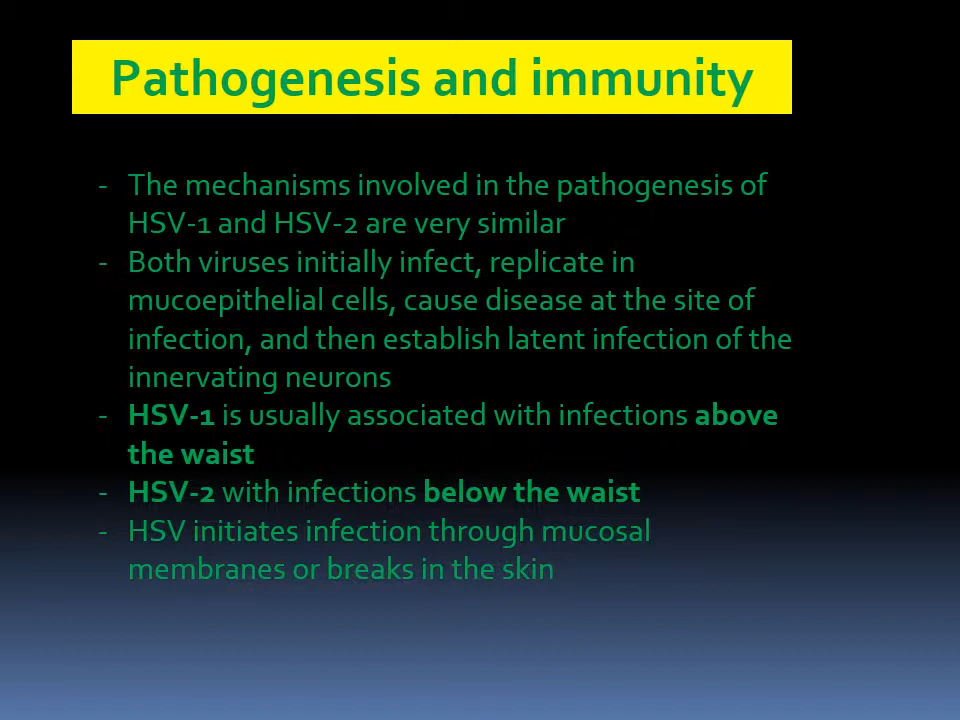 Pathogenesis and immunity
- The mechanisms involved in the pathogenesis of
HSV-1 and HSV-2 are very similar
- Both viruses initially infect, replicate in
mucoepithelial cells, cause disease at the site of
infection, and then establish latent infection of the
innervating neurons
- HSV-1 is usually associated with infections above
the waist
- HSV-2 with infections below the waist
- HSV initiates infection through mucosal
membranes or breaks in the skin